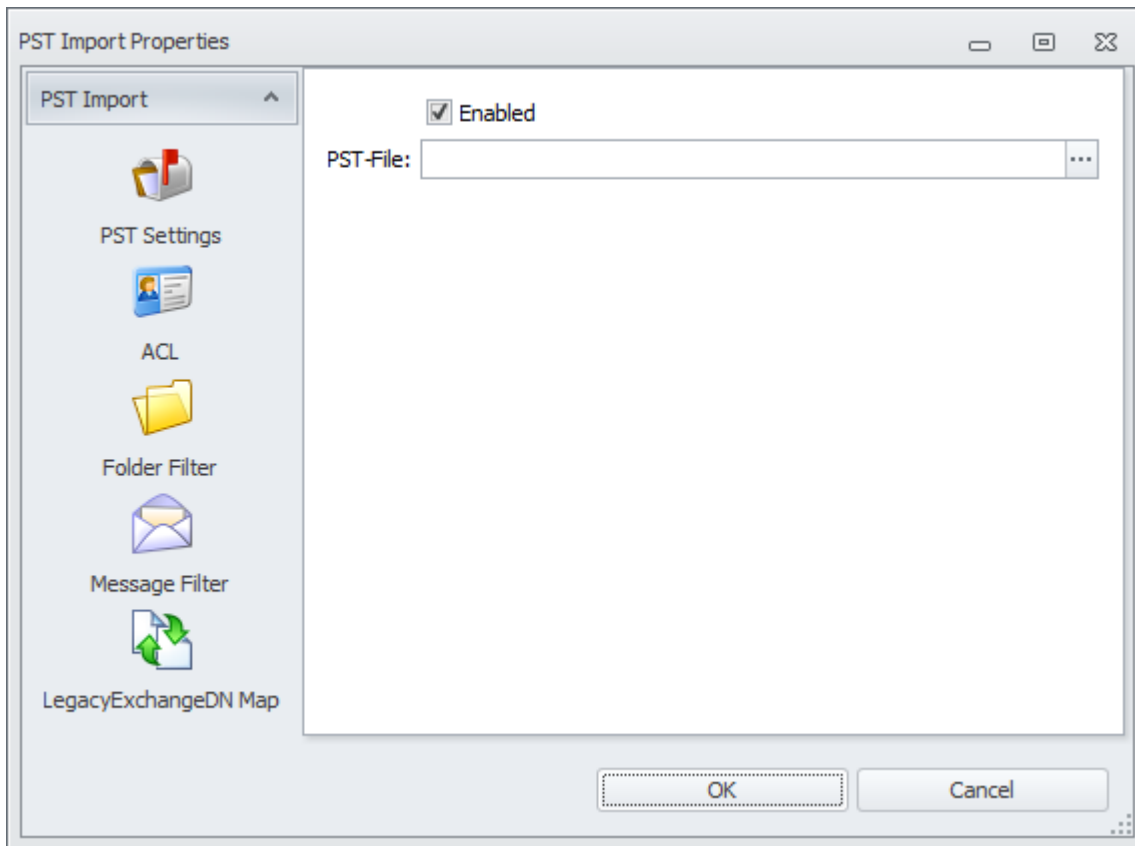 PST Import Properties
PST Import
PST Settings
ACL
Folder Filter
Message Filter
LegacyExchangeDN Map
Enabled
PST-File:
...
OK
Cancel